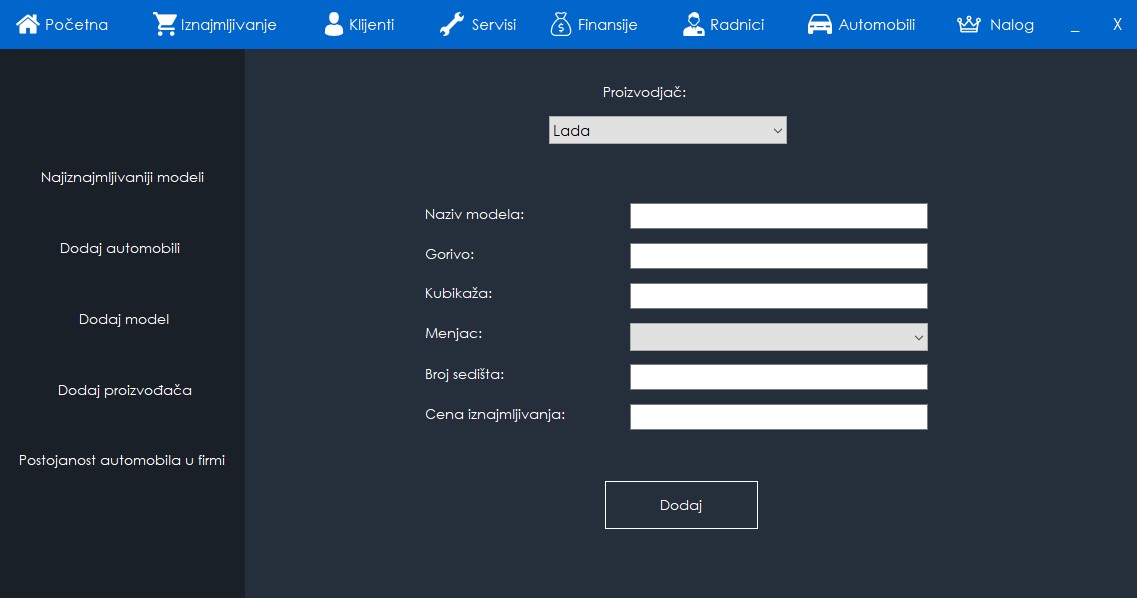 Početna Iznajmljivanje Klijenti Servisi Finansije Radnici Automobili Nalog _ X
Najiznajmljivaniji modeli
Dodaj automobili
Dodaj model
Dodaj proizvođača
Postojanost automobila u firmi
Proizvodjač:
Lada
Naziv modela:
Gorivo:
Kubikaža:
Menjac:
Broj sedišta:
Cena iznajmljivanja:
Dodaj